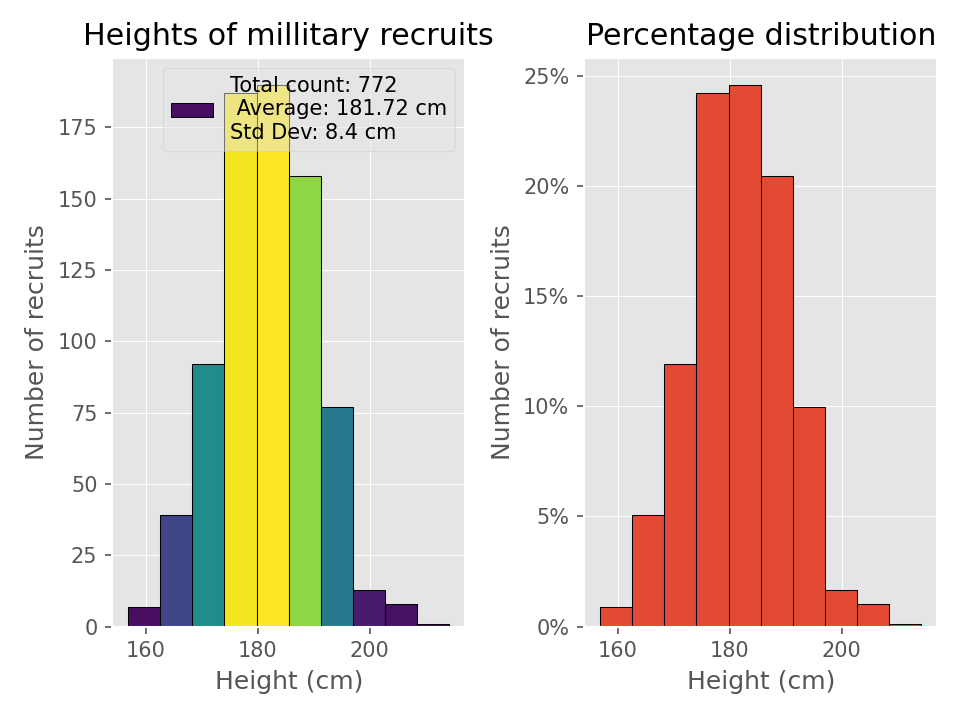 Heights of millitary recruits
Total count: 772
Average: 181.72 cm
Std Dev: 8.4 cm
175
150
125
100
75
50
25
0
Number of recruits
160 180 200
Height (cm)
Percentage distribution
25%
20%
15%
10%
5%
0%
Number of recruits
160 180 200
Height (cm)